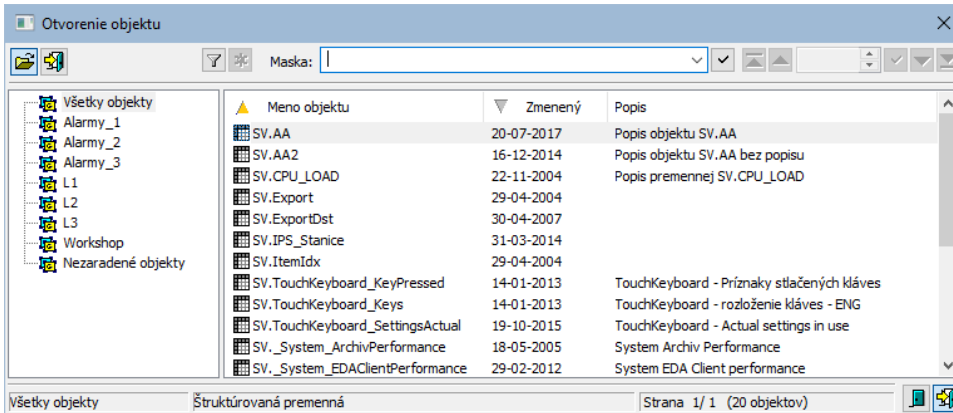 Otvorenie objektu
Maska:
Všetky objekty
Alarmy_1
Alarmy_2
Alarmy_3
L1
L2
L3
Workshop
Nezaradené objekty
Meno objektu Zmenený Popis
SV.AA 20-07-2017 Popis objektu SV.AA
SV.AA2 16-12-2014 Popis objektu SV.AA bez popisu
SV.CPU_LOAD 22-11-2004 Popis premennej SV.CPU_LOAD
SV.Export 29-04-2004
SV.ExportDst 30-04-2007
SV.IPS_Stanice 31-03-2014
SV.ItemIdx 29-04-2004
SV.TouchKeyboard_KeyPressed 14-01-2013 TouchKeyboard - Príznaky stlačených kláves
SV.TouchKeyboard_Keys 14-01-2013 TouchKeyboard - rozloženie kláves - ENG
SV.TouchKeyboard_SettingsActual 19-10-2015 TouchKeyboard - Actual settings in use
SV._System_ArchivPerformance 18-05-2005 System Archiv Performance
SV._System_EDAClientPerformance 29-02-2012 System EDA Client performance
Všetky objekty Štruktúrovaná premenná Strana 1/ 1 (20 objektov)